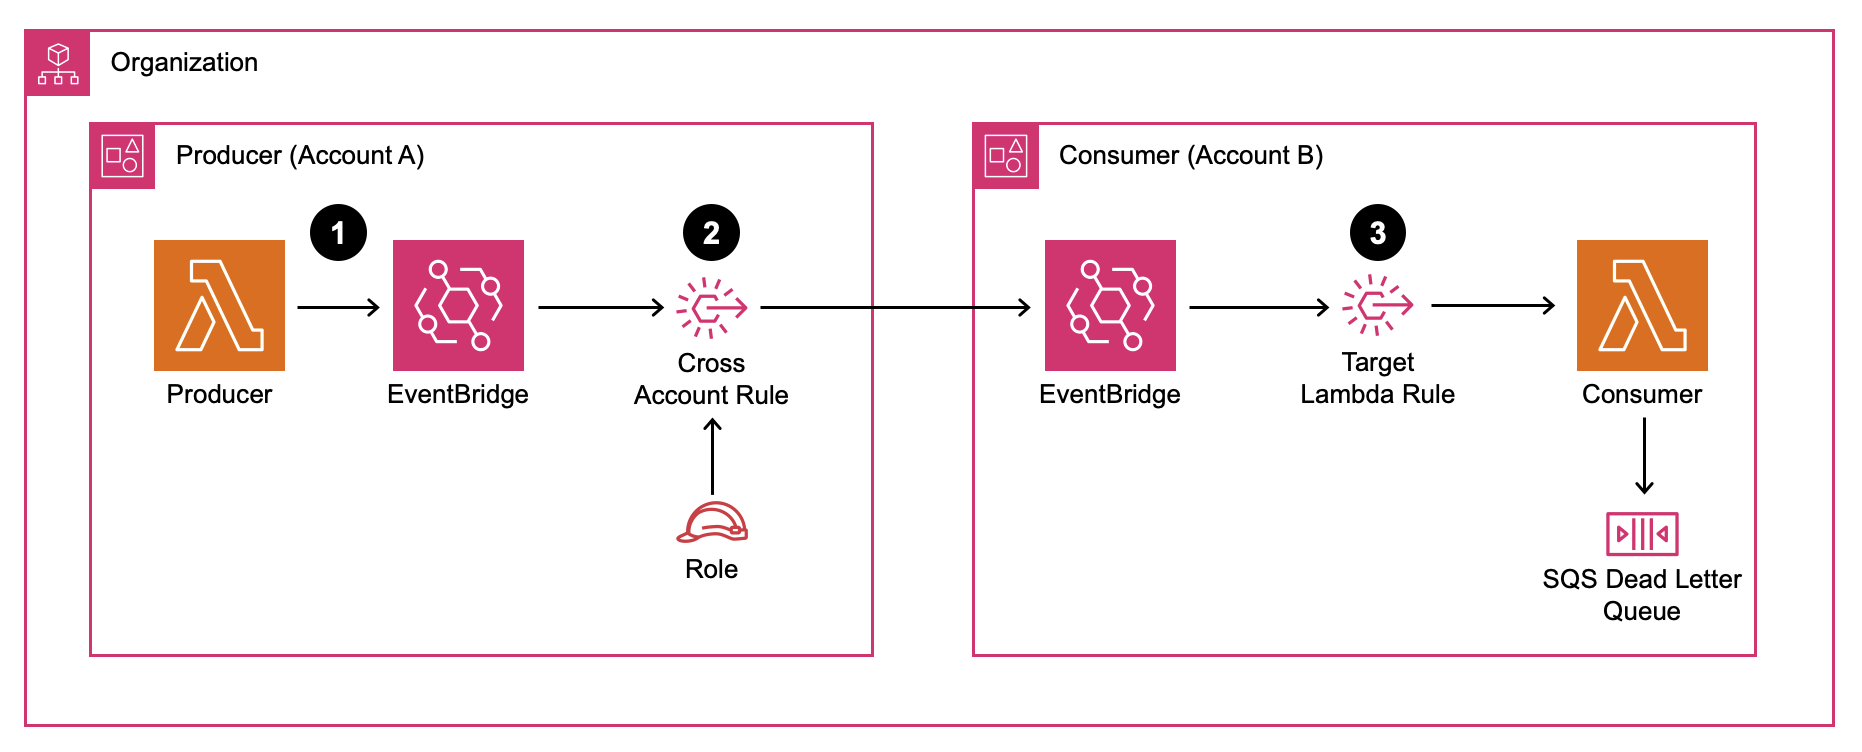 Organization
Producer (Account A)
Consumer (Account B)
1
2
3
Producer
EventBridge
Cross
Account Rule
EventBridge
Target
Lambda Rule
Consumer
Role
SQS Dead Letter
Queue